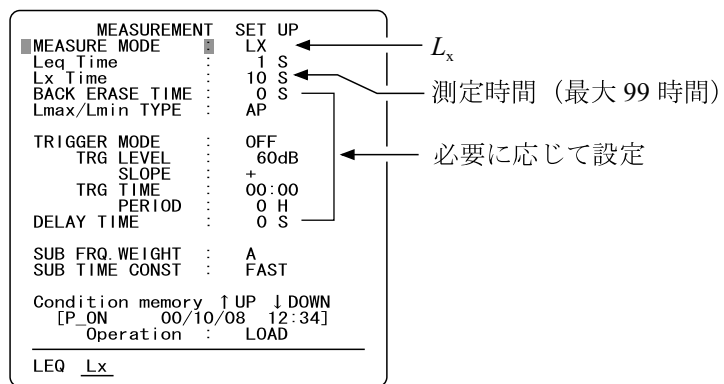 MEASUREMENT SET UP
MEASURE MODE : LX
Leq Time : 1 S
Lx Time : 10 S
BACK ERASE TIME : 0 S
Lmax/Lmin TYPE : AP
TRIGGER MODE : OFF
TRG LEVEL : 60dB
SLOPE : +
TRG TIME : 00:00
PERIOD : 0 H
DELAY TIME : 0 S
SUB FRQ.WEIGHT : A
SUB TIME CONST : FAST
Condition memory ↑UP ↓DOWN
[P_ON 00/10/08 12:34]
Operation : LOAD
LEQ Lx
Lx
測定時間（最大 99 時間）
必要に応じて設定